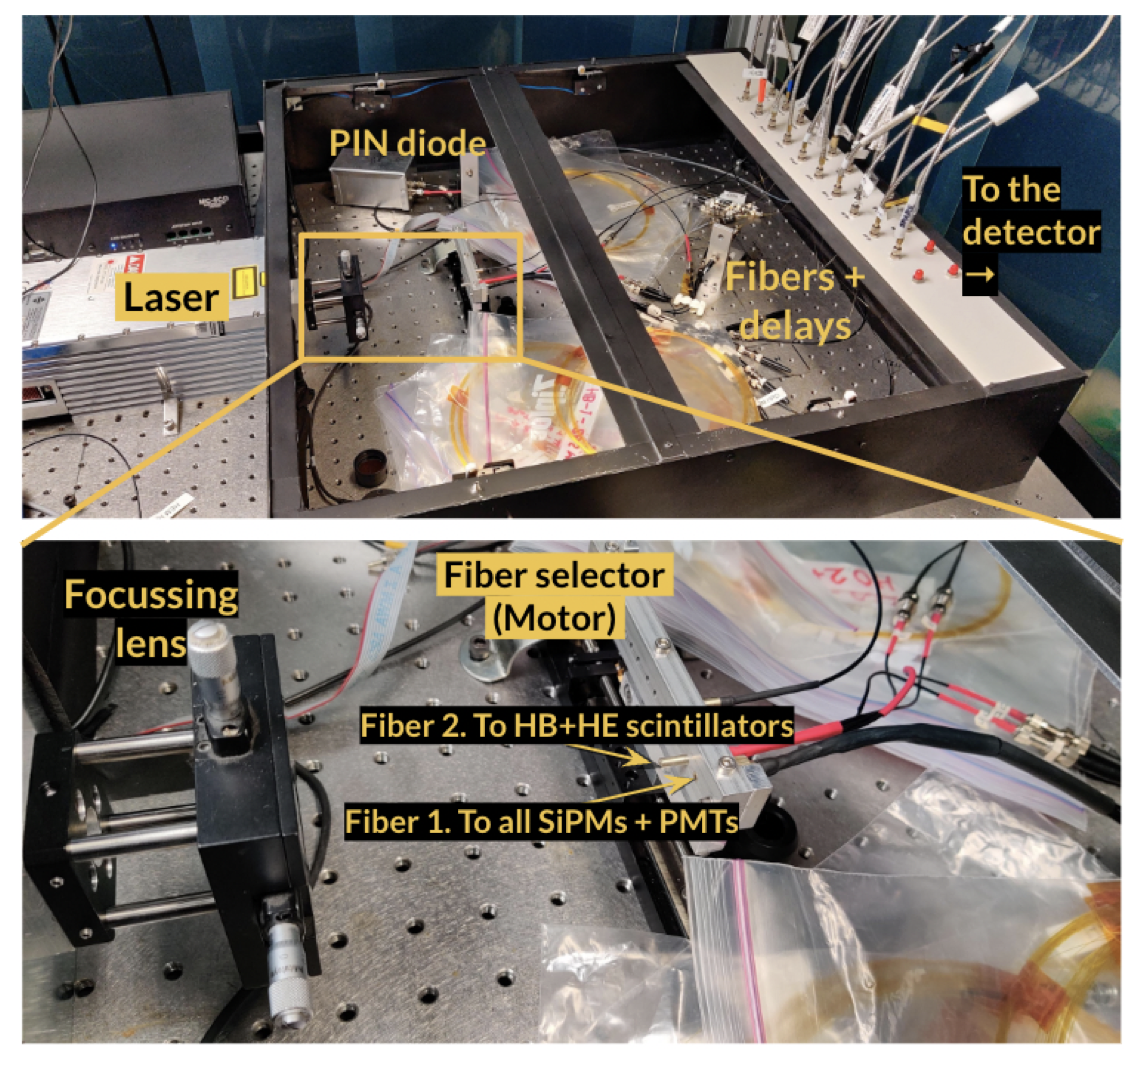 PIN diode
To the
detector
→
Laser
Fibers +
delays
Focussing
lens
Fiber selector
(Motor)
Fiber 2. To HB+HE scintillators
Fiber 1. To all SiPMs + PMTs